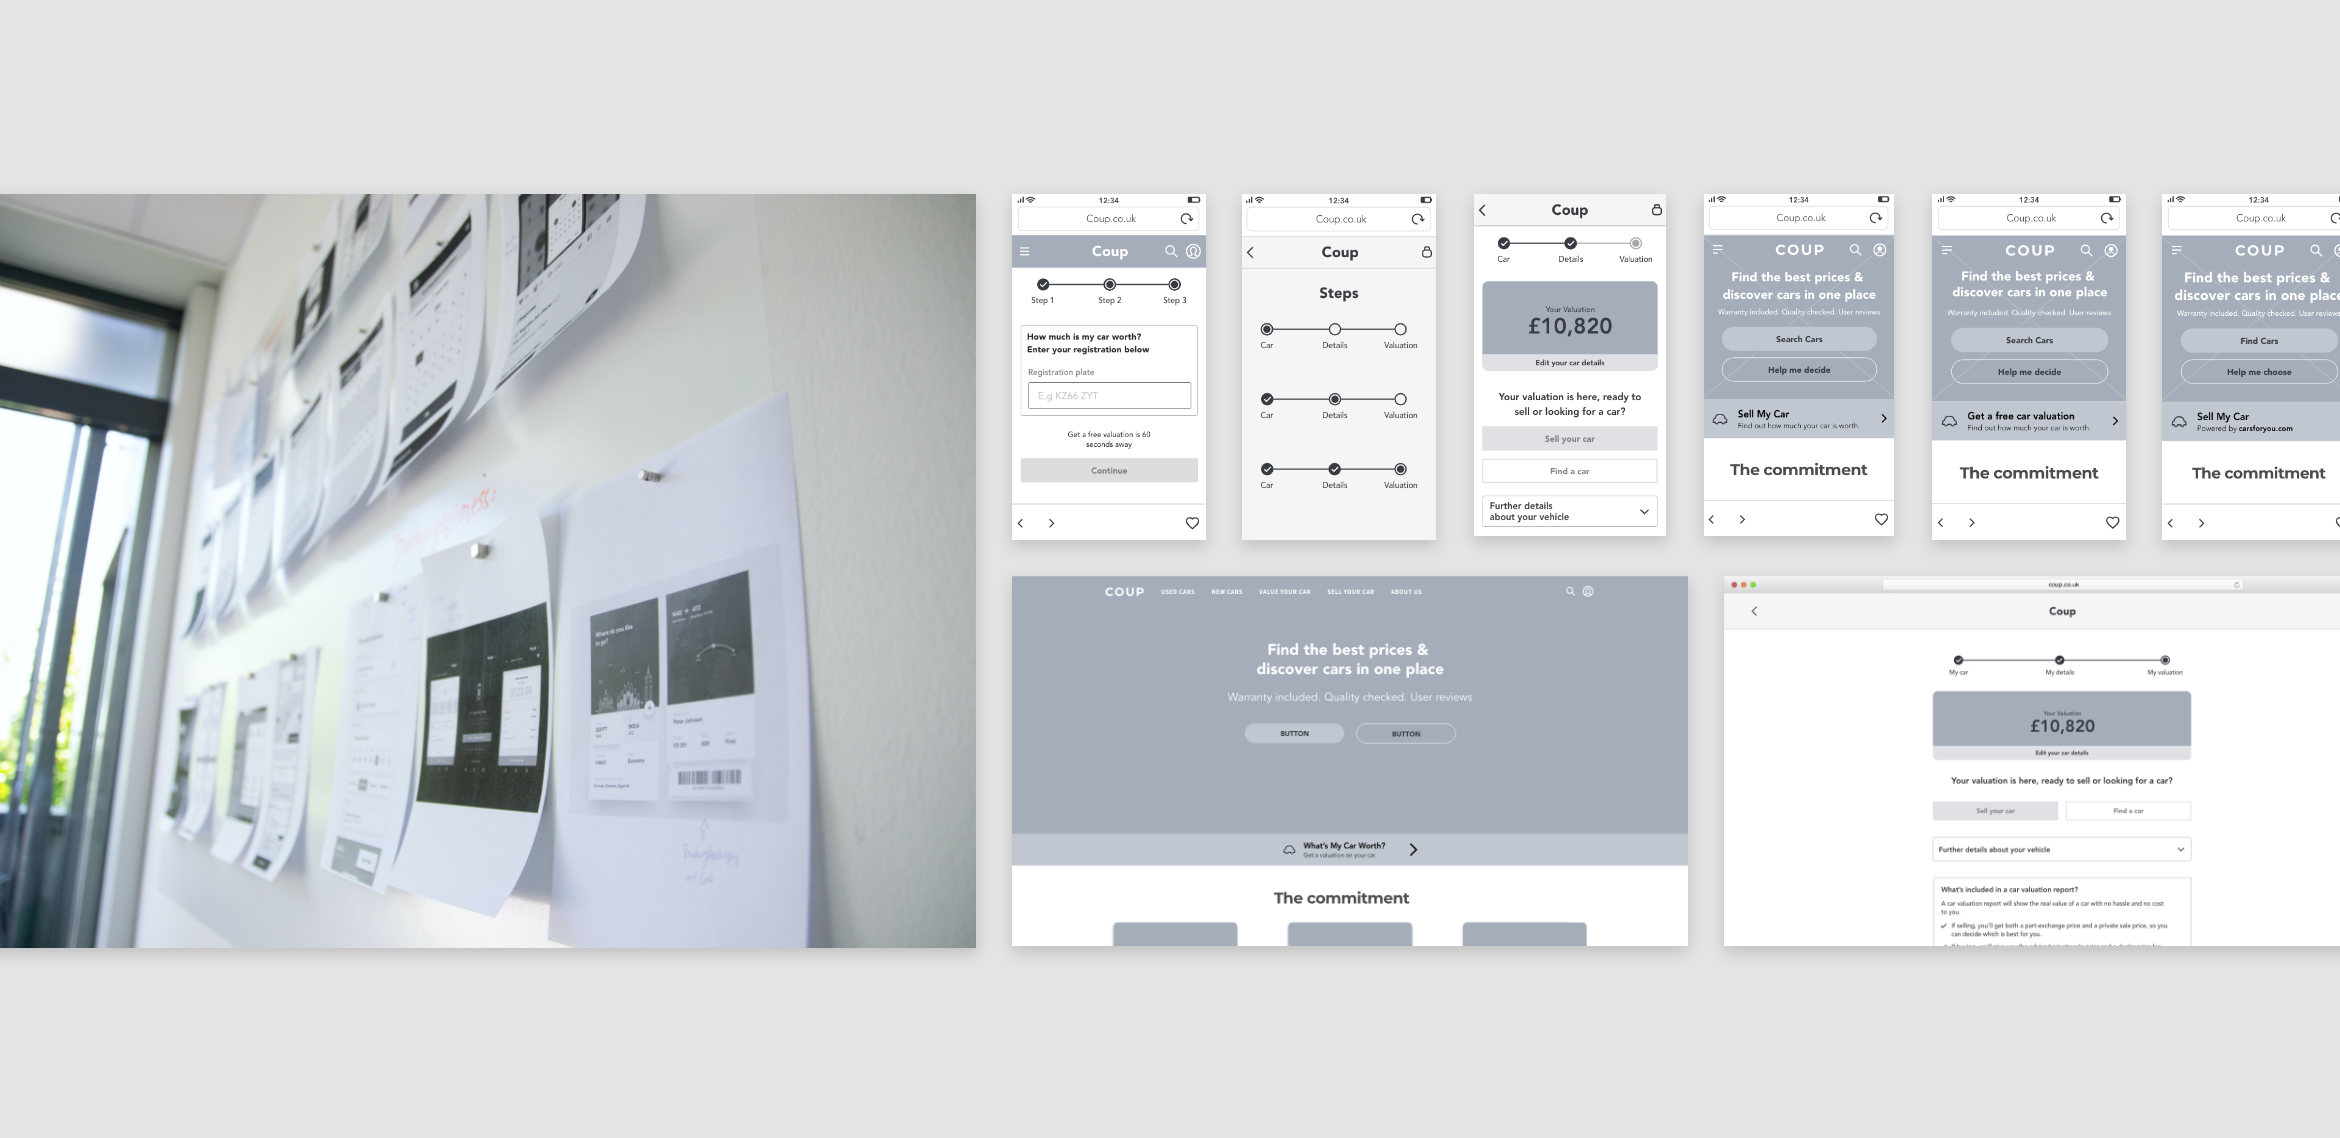 12:34
Coup.co.uk
Coup
Step 1
Step 2
Step 3
How much is my car worth?
Enter your registration below
Registration plate
E.g KZ66 ZYT
Get a free valuation is 60
seconds away
Continue
12:34
Coup.co.uk
Coup
Steps
Car
Details
Valuation
Car
Details
Valuation
Car
Details
Valuation
Coup
Car
Details
Valuation
Your Valuation
£10,820
Edit your car details
Your valuation is here, ready to
sell or looking for a car?
Sell your car
Find a car
Further details
about your vehicle
12:34
Coup.co.uk
COUP
Find the best prices &
discover cars in one place
Warranty included. Quality checked. User reviews
Search Cars
Help me decide
Sell My Car
Find out how much your car is worth
The commitment
12:34
Coup.co.uk
COUP
Find the best prices &
discover cars in one place
Warranty included. Quality checked. User reviews
Search Cars
Help me decide
Get a free car valuation
Find out how much your car is worth
The commitment
12:34
Coup.co.uk
COUP
Find the best prices &
discover cars in one place
Warranty included. Quality checked. User reviews
Find Cars
Help me choose
Sell My Car
Powered by carsforyou.com
The commitment
Where do you like
to go?
Peter Johnson
Economy
COUP
USED CARS
NEW CARS
VALUE YOUR CAR
SELL YOUR CAR
ABOUT US
Find the best prices &
discover cars in one place
Warranty included. Quality checked. User reviews
BUTTON
BUTTON
What's My Car Worth?
Get a valuation on your car
The commitment
coup.co.uk
Coup
My car
My details
My valuation
Your Valuation
£10,820
Edit your car details
Your valuation is here, ready to sell or looking for a car?
Sell your car
Find a car
Further details about your vehicle
What's included in a car valuation report?
A car valuation report will show the real value of a car with no hassle and no cost
to you.
If selling, you'll get both a part-exchange price and a private sale price, so you
can decide which is best for you.